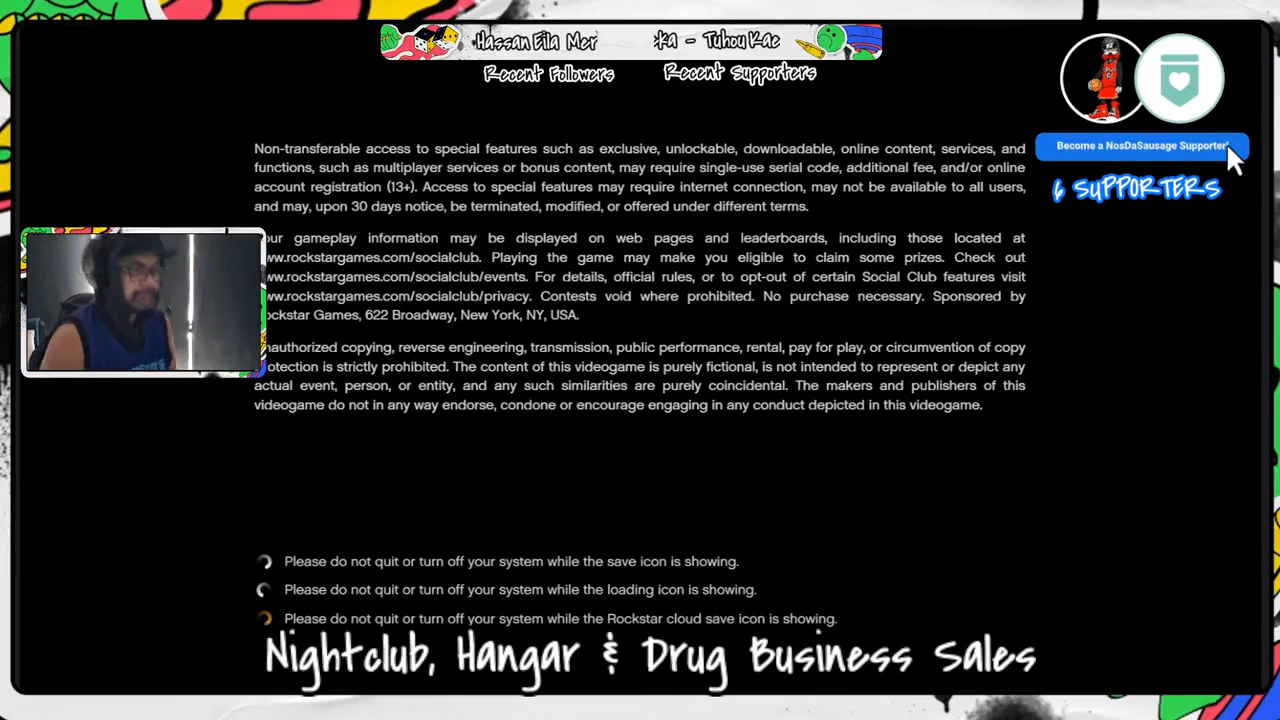 Hassan Eila Mer
Ka - Tuhou Kae
Recent Followers
Recent Supporters
Become a NosDaSausage Supporter!
6 SUPPORTERS
Non-transferable access to special features such as exclusive, unlockable, downloadable, online content, services, and
functions, such as multiplayer services or bonus content, may require single-use serial code, additional fee, and/or online
account registration (13+). Access to special features may require internet connection, may not be available to all users,
and may, upon 30 days notice, be terminated, modified, or offered under different terms.
our gameplay information may be displayed on web pages and leaderboards, including those located at
ww.rockstargames.com/socialclub. Playing the game may make you eligible to claim some prizes. Check out
ww.rockstargames.com/socialclub/events. For details, official rules, or to opt-out of certain Social Club features visit
ww.rockstargames.com/socialclub/privacy. Contests void where prohibited. No purchase necessary. Sponsored by
ockstar Games, 622 Broadway, New York, NY, USA.
nauthorized copying, reverse engineering, transmission, public performance, rental, pay for play, or circumvention of copy
rotection is strictly prohibited. The content of this videogame is purely fictional, is not intended to represent or depict any
actual event, person, or entity, and any such similarities are purely coincidental. The makers and publishers of this
videogame do not in any way endorse, condone or encourage engaging in any conduct depicted in this videogame.
Please do not quit or turn off your system while the save icon is showing.
Please do not quit or turn off your system while the loading icon is showing.
Please do not quit or turn off your system while the Rockstar cloud save icon is showing.
Nightclub, Hangar & Drug Business Sales